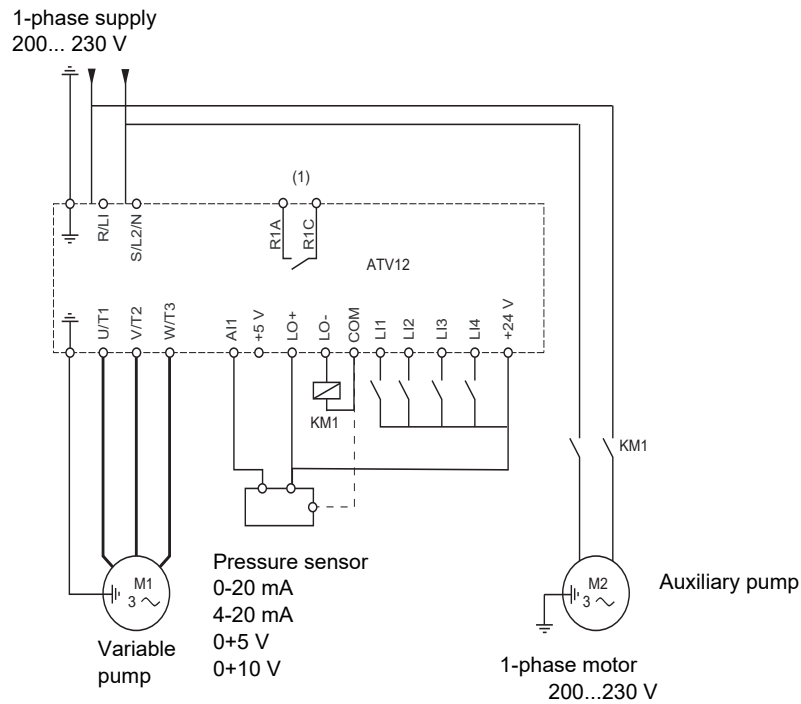 1-phase supply
200... 230 V
(1)
R/LI
S/L2/N
R1A
R1C
ATV12
U/T1
V/T2
W/T3
AI1
+5 V
LO+
LO-
COM
LI1
LI2
LI3
LI4
+24 V
KM1
KM1
M1
3
Variable
pump
Pressure sensor
0-20 mA
4-20 mA
0+5 V
0+10 V
M2
3
Auxiliary pump
1-phase motor
200...230 V